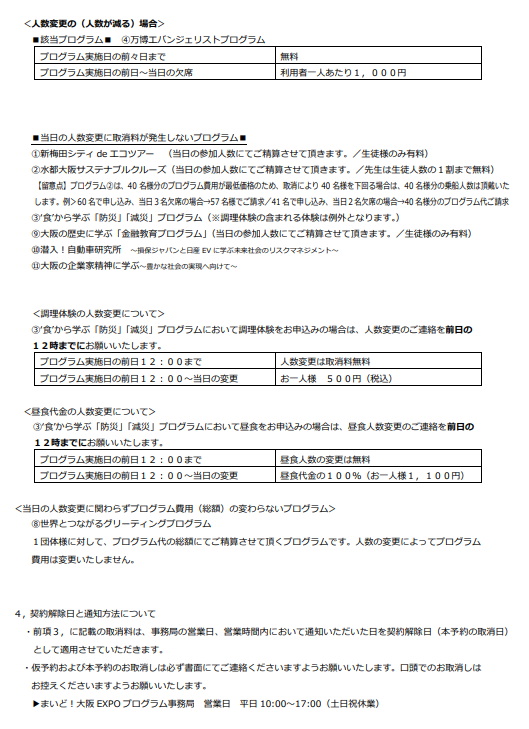 ＜人数変更の（人数が減る）場合＞
■該当プログラム■　④万博エバンジェリストプログラム
プログラム実施日の前々日まで　無料
プログラム実施日の前日～当日の欠席　利用者一人あたり１，０００円
■当日の人数変更に取消料が発生しないプログラム■
①新梅田シティ de エコツアー　（当日の参加人数にてご精算させて頂きます。／生徒様のみ有料）
②水都大阪サステナブルクルーズ（当日の参加人数にてご精算させて頂きます。／先生は生徒人数の１割まで無料）
【留意点】プログラム②は、40 名様分のプログラム費用が最低価格のため、取消により 40 名様を下回る場合は、40 名様分の乗船人数は頂戴いた
します。例＞60 名で申し込み、当日３名欠席の場合→57 名様でご請求／41 名で申し込み、当日２名欠席の場合→40 名様分のプログラム代ご請求
③‘食’から学ぶ「防災」「減災」プログラム（※調理体験の含まれる体験は例外となります。）
⑨大阪の歴史に学ぶ「金融教育プログラム」（当日の参加人数にてご精算させて頂きます。／生徒様のみ有料）
⑩潜入！自動車研究所　～損保ジャパンと日産 EV に学ぶ未来社会のリスクマネジメント～
⑪大阪の企業家精神に学ぶ～豊かな社会の実現へ向けて～
＜調理体験の人数変更について＞
③‘食’から学ぶ「防災」「減災」プログラムにおいて調理体験をお申込みの場合は、人数変更のご連絡を前日の
１２時までにお願いいたします。
プログラム実施日の前日１２：００まで　人数変更は取消料無料
プログラム実施日の前日１２：００～当日の変更　お一人様　５００円（税込）
＜昼食代金の人数変更について＞
③‘食’から学ぶ「防災」「減災」プログラムにおいて昼食をお申込みの場合は、昼食人数変更のご連絡を前日の
１２時までにお願いいたします。
プログラム実施日の前日１２：００まで　昼食人数の変更は無料
プログラム実施日の前日１２：００～当日の変更　昼食代金の１００％（お一人様１，１００円）
＜当日の人数変更に関わらずプログラム費用（総額）の変わらないプログラム＞
⑧世界とつながるグリーティングプログラム
１団体様に対して、プログラム代の総額にてご精算させて頂くプログラムです。人数の変更によってプログラム
費用は変更いたしません。
４，契約解除日と通知方法について
・前項３，に記載の取消料は、事務局の営業日、営業時間内において通知いただいた日を契約解除日（本予約の取消日）
として適用させていただきます。
・仮予約および本予約のお取消しは必ず書面にてご連絡くださいますようお願いいたします。口頭でのお取消しは
お控えくださいますようお願いいたします。
▶まいど！大阪 EXPO プログラム事務局　営業日　平日 10:00～17:00（土日祝休業）